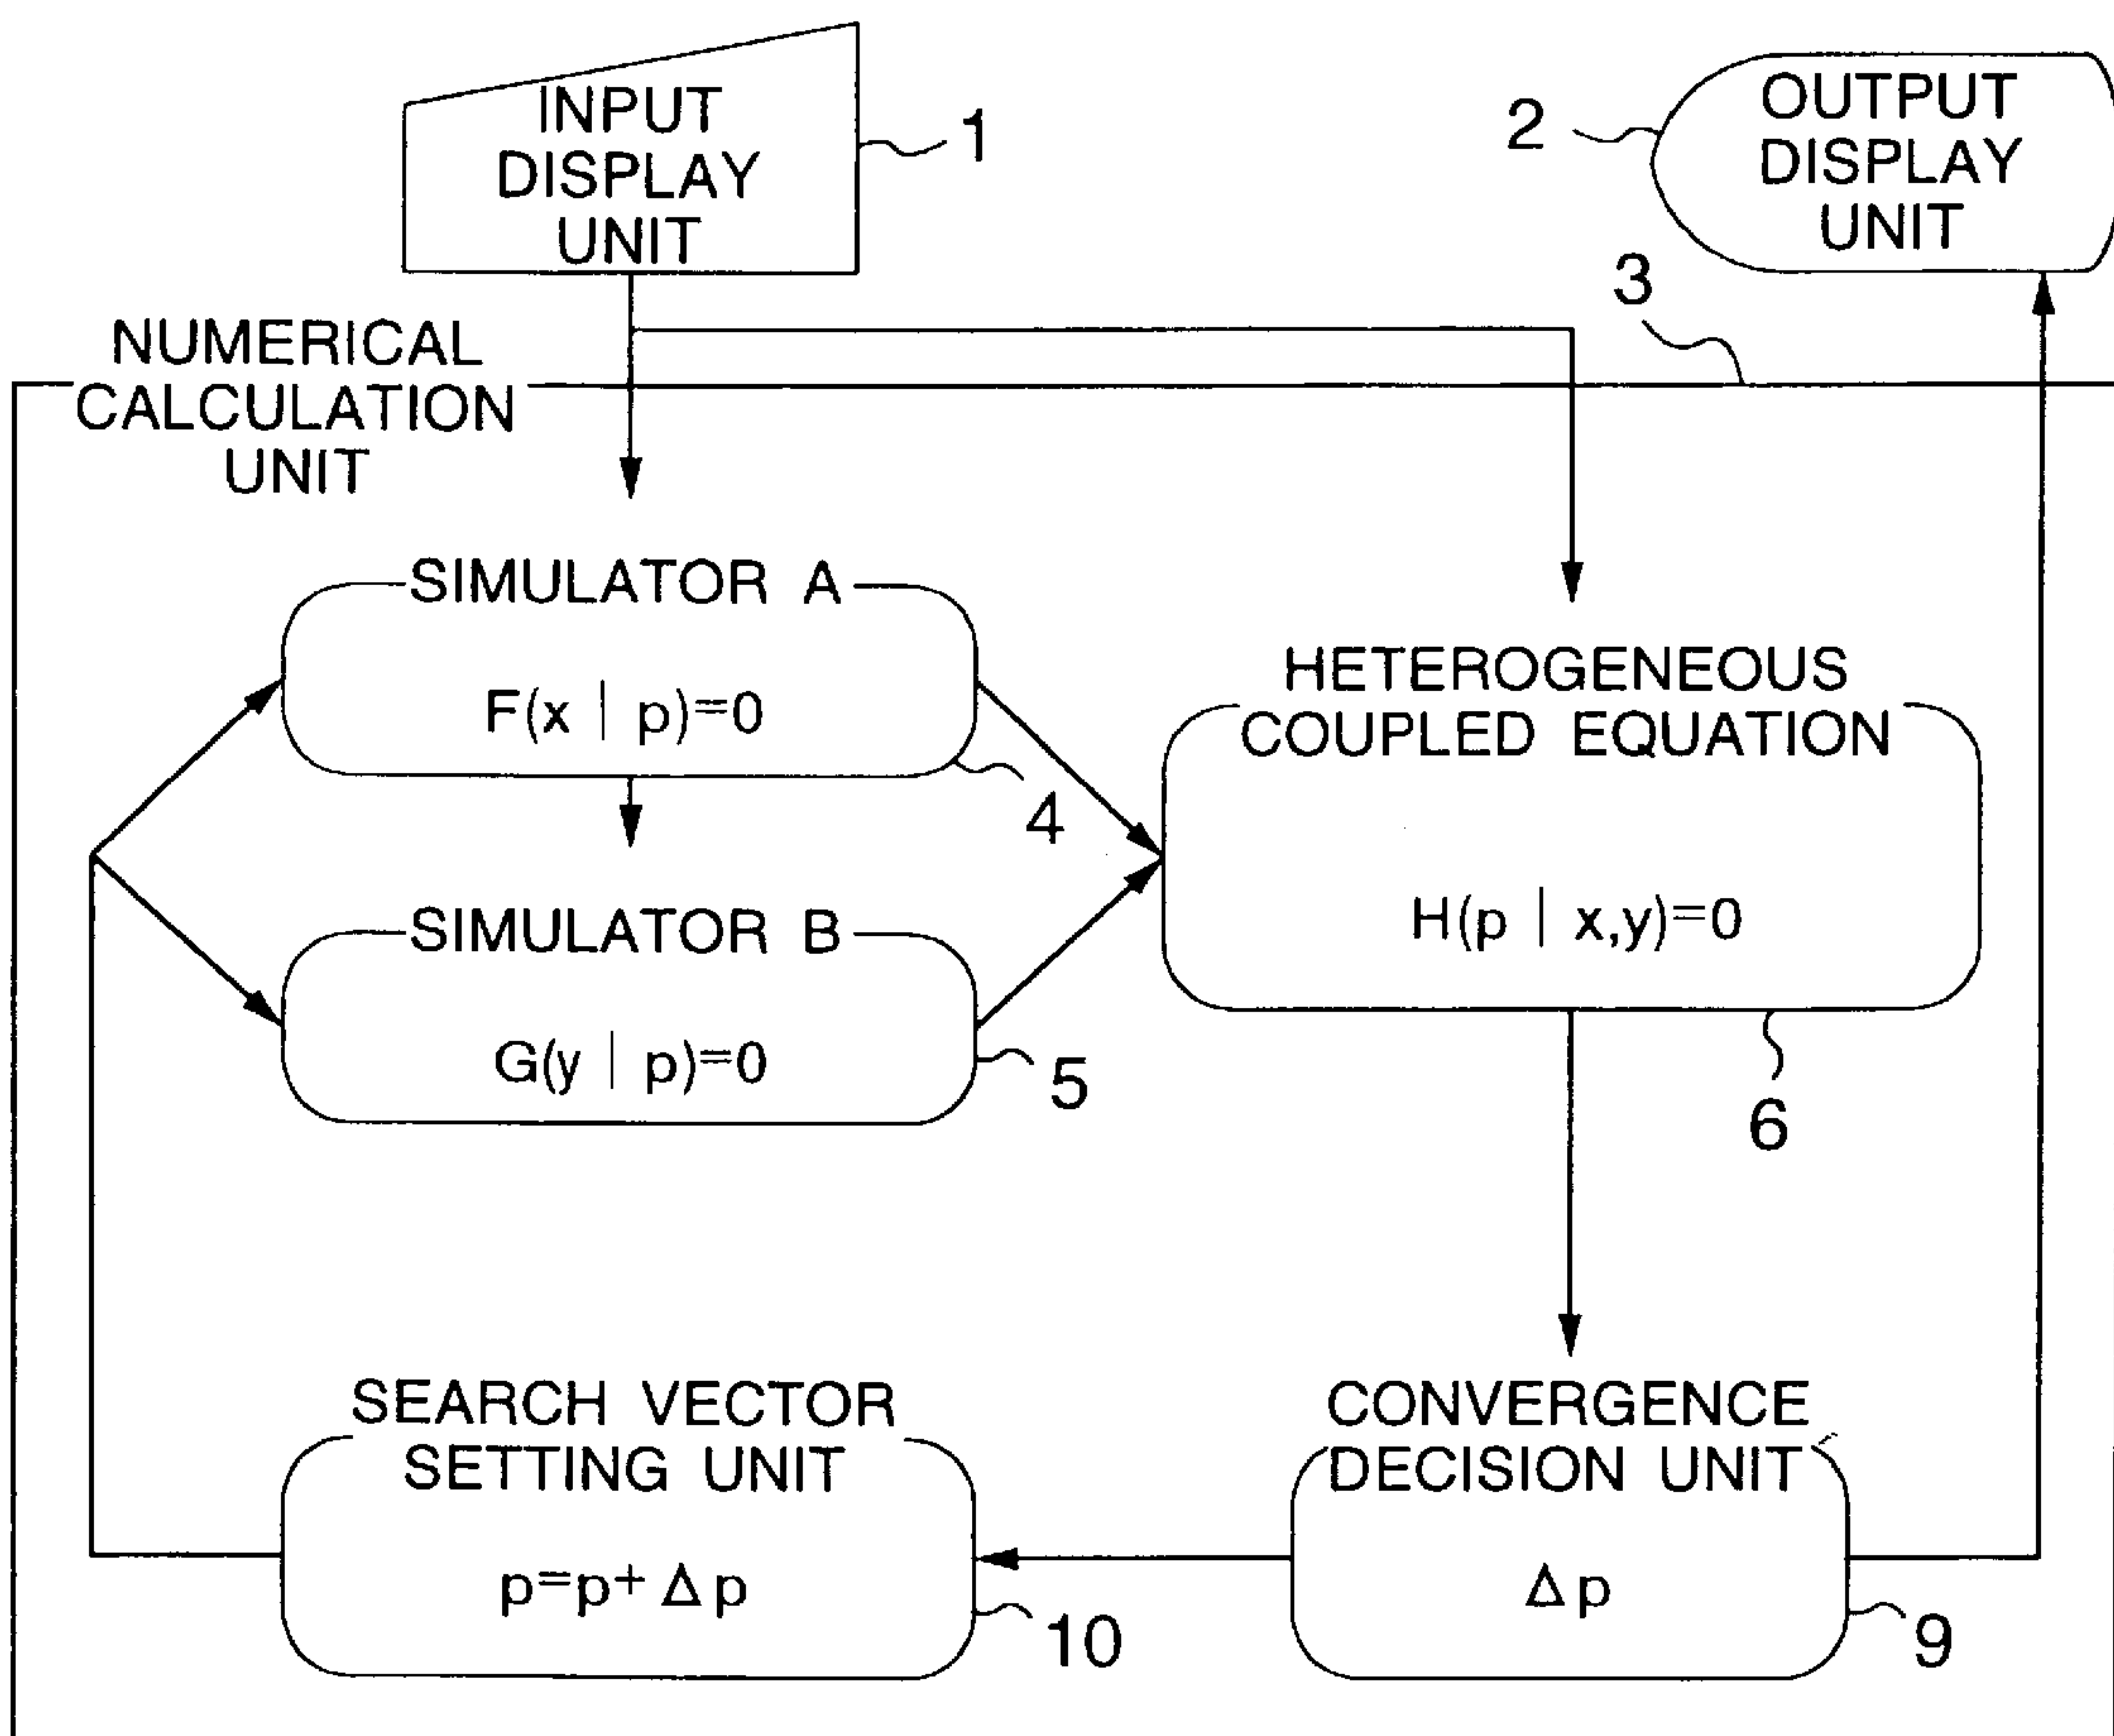 INPUT
DISPLAY
UNIT
1
2
OUTPUT
DISPLAY
UNIT
3
NUMERICAL
CALCULATION
UNIT
SIMULATOR A
F(x | p)=0
4
HETEROGENEOUS
COUPLED EQUATION
H(p | x,y)=0
6
SIMULATOR B
G(y | p)=0
5
SEARCH VECTOR
SETTING UNIT
p=p+Δp
10
CONVERGENCE
DECISION UNIT
Δp
9